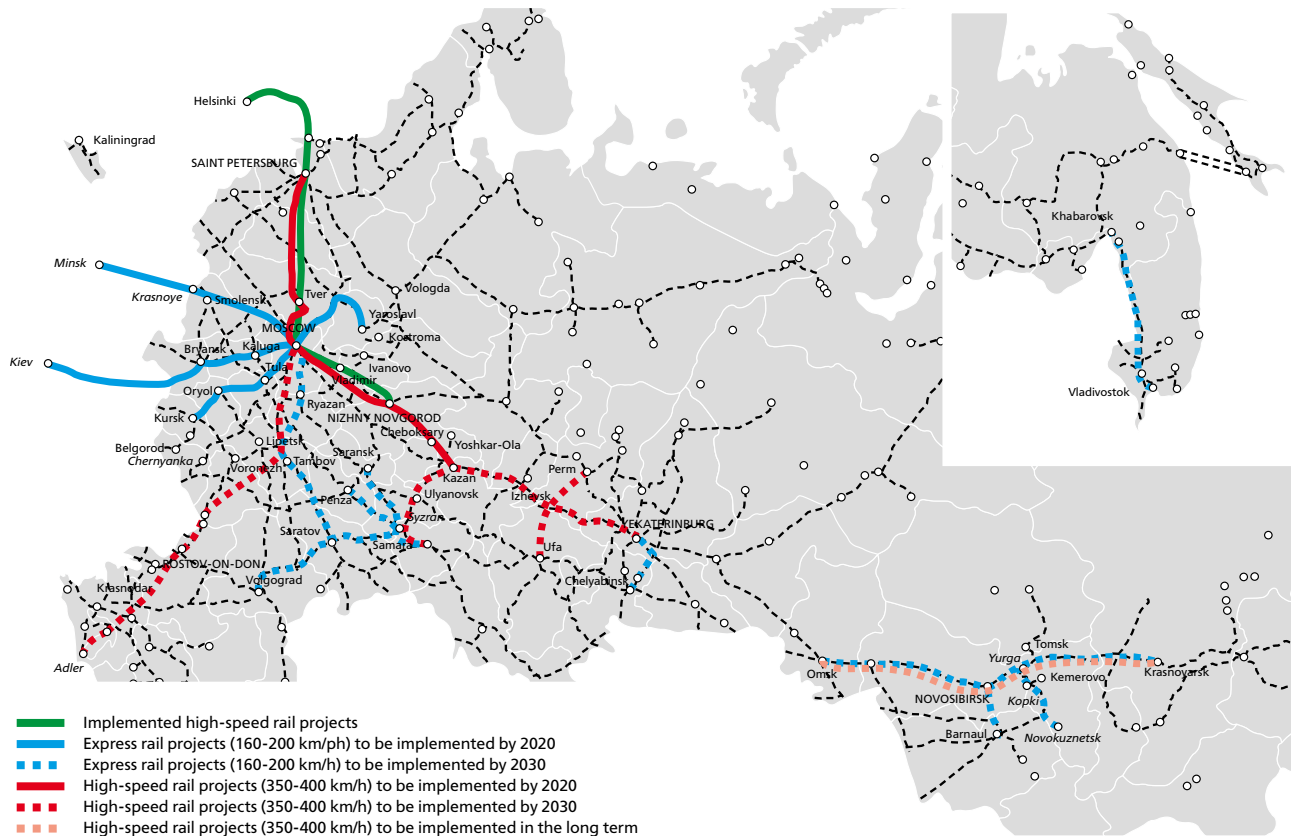 Helsinki
Kaliningrad
SAINT PETERSBURG
Khabarovsk
Minsk
Krasnoye
Smolensk
Tver
Vologda
MOSCOW
Yaroslavl
Kostroma
Kiev
Bryansk
Kaluga
Tula
Vladimir
Ivanovo
Vladivostok
Oryol
Ryazan
Kursk
NIZHNY NOVGOROD
Cheboksary
Belgorod
Lipetsk
Yoshkar-Ola
Chernyanka
Voronezh
Tambov
Saransk
Kazan
Perm
Penza
Ulyanovsk
Izhevsk
Syzran
YEKATERINBURG
Saratov
Samara
Ufa
ROSTOV-ON-DON
Volgograd
Chelyabinsk
Krasnodar
Adler
Tomsk
Yurga
Omsk
Kemerovo
Krasnoyarsk
NOVOSIBIRSK
Kopki
Barnaul
Novokuznetsk
Implemented high-speed rail projects
Express rail projects (160-200 km/ph) to be implemented by 2020
Express rail projects (160-200 km/h) to be implemented by 2030
High-speed rail projects (350-400 km/h) to be implemented by 2020
High-speed rail projects (350-400 km/h) to be implemented by 2030
High-speed rail projects (350-400 km/h) to be implemented in the long term